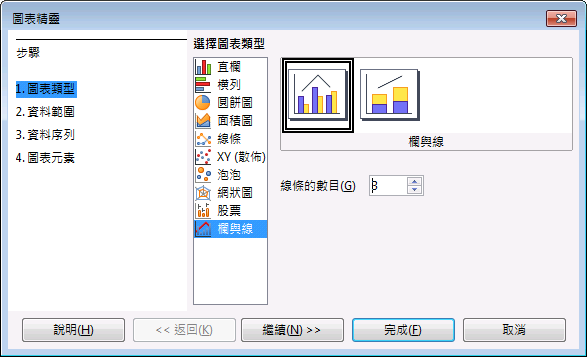 圖表精靈
步驟
1. 圖表類型
2. 資料範圍
3. 資料序列
4. 圖表元素
選擇圖表類型
直欄
橫列
圓餅圖
面積圖
線條
XY (散佈)
泡泡
網狀圖
股票
欄與線
欄與線
線條的數目(G) 3
說明(H) << 返回(K) 繼續(N) >> 完成(F) 取消